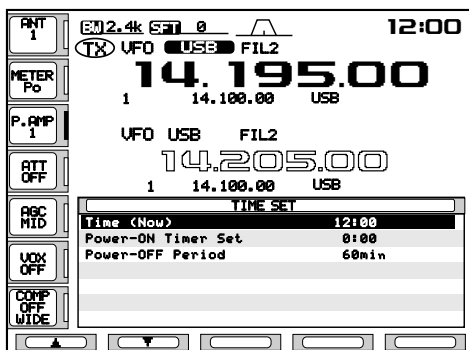 ANT 1
BW 2.4k SFT 0
12:00
TX VFO USB FIL2
14.195.00
1 14.100.00 USB
METER Po
P.AMP 1
VFO USB FIL2
14.205.00
1 14.100.00 USB
ATT OFF
AGC MID
VOX OFF
COMP OFF WIDE
TIME SET
Time (Now) 12:00
Power-ON Timer Set 0:00
Power-OFF Period 60min